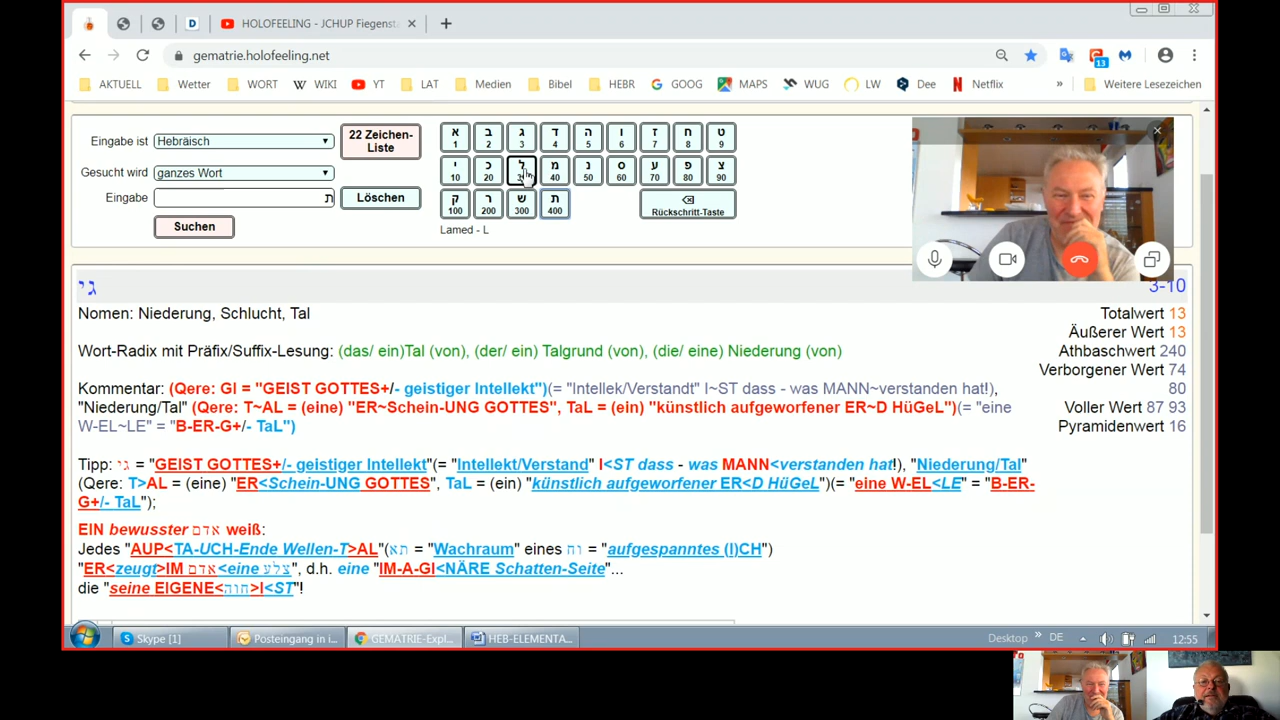 HOLOFEELING - JCHUP Fiegenst
gematrie.holofeeling.net
13
AKTUELL Wetter WORT WIKI YT LAT Medien Bibel HEBR GOOG MAPS WUG LW Dee Netflix » Weitere Lesezeichen
Eingabe ist Hebräisch
22 Zeichen-Liste
Gesucht wird ganzes Wort
Eingabe ת Löschen
Suchen
א 1 ב 2 ג 3 ד 4 ה 5 ו 6 ז 7 ח 8 ט 9
י 10 כ 20 ל מ 40 נ 50 ס 60 ע 70 פ 80 צ 90
ק 100 ר 200 ש 300 ת 400 Rückschritt-Taste
Lamed - L
גי 3-10
Nomen: Niederung, Schlucht, Tal
Totalwert 13
Äußerer Wert 13
Athbaschwert 240
Verborgener Wert 74
80
Voller Wert 87 93
Pyramidenwert 16
Wort-Radix mit Präfix/Suffix-Lesung: (das/ ein)Tal (von), (der/ ein) Talgrund (von), (die/ eine) Niederung (von)
Kommentar: (Qere: GI = "GEIST GOTTES+/- geistiger Intellekt")(= "Intellek/Verstandt" I~ST dass - was MANN~verstanden hat!),
"Niederung/Tal" (Qere: T~AL = (eine) "ER~Schein-UNG GOTTES", TaL = (ein) "künstlich aufgeworfener ER~D HüGeL")(= "eine
W-EL~LE" = "B-ER-G+/- TaL")
Tipp: גי = "GEIST GOTTES+/- geistiger Intellekt"(= "Intellekt/Verstand" I<ST dass - was MANN<verstanden hat!), "Niederung/Tal"
(Qere: T>AL = (eine) "ER<Schein-UNG GOTTES", TaL = (ein) "künstlich aufgeworfener ER<D HüGeL")(= "eine W-EL<LE" = "B-ER-
G+/- TaL");
EIN bewusster אדם weiß:
Jedes "AUP<TA-UCH-Ende Wellen-T>AL"(תא = "Wachraum" eines חו = "aufgespanntes (I)CH")
"ER<zeugt>IM אדם<eine צלע", d.h. eine "IM-A-GI<NÄRE Schatten-Seite"...
die "seine EIGENE<חוה>I<ST"!
Skype [1] Posteingang in i... GEMATRIE-Expl... HEB-ELEMENTA... Desktop » DE 12:55